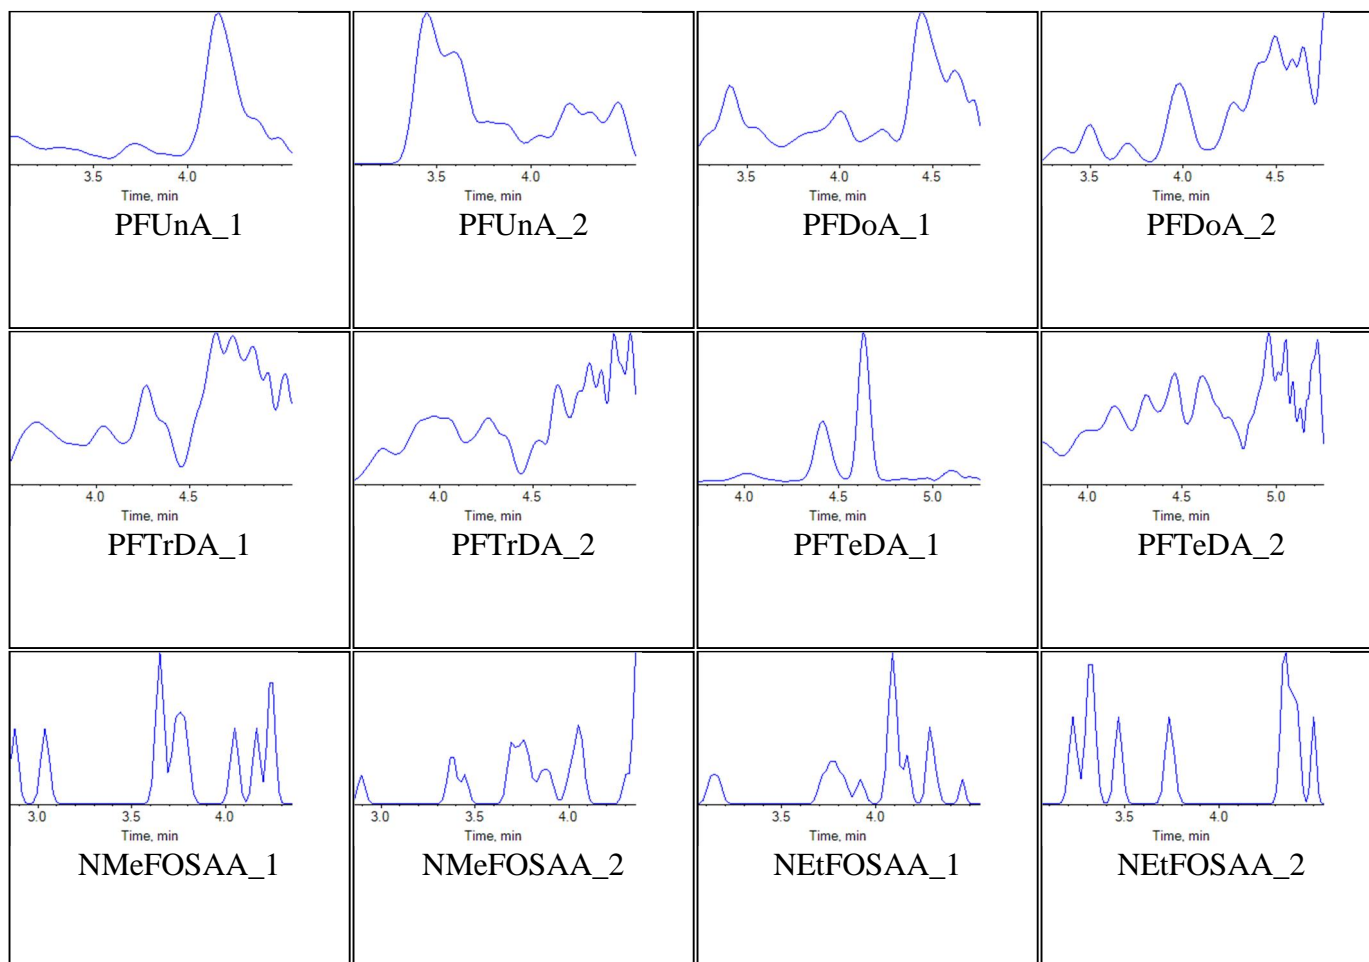 3.5 4.0
Time, min
PFUnA_1
3.5 4.0
Time, min
PFUnA_2
3.5 4.0 4.5
Time, min
PFDoA_1
3.5 4.0 4.5
Time, min
PFDoA_2
4.0 4.5
Time, min
PFTrDA_1
4.0 4.5
Time, min
PFTrDA_2
4.0 4.5 5.0
Time, min
PFTeDA_1
4.0 4.5 5.0
Time, min
PFTeDA_2
3.0 3.5 4.0
Time, min
NMeFOSAA_1
3.0 3.5 4.0
Time, min
NMeFOSAA_2
3.5 4.0
Time, min
NEtFOSAA_1
3.5 4.0
Time, min
NEtFOSAA_2